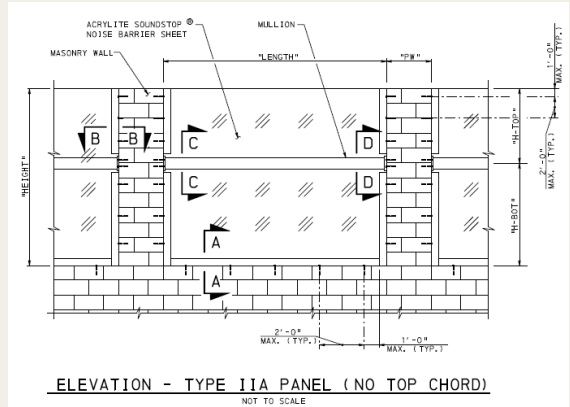 ACRYLITE SOUNDSTOP ®
NOISE BARRIER SHEET
MULLION
MASONRY WALL
"LENGTH"
"PW"
1'-0"
MAX. (TYP.)
"H-TOP"
2'-0"
MAX. (TYP.)
B
B
C
D
"HEIGHT"
C
D
"H-BOT"
A
A
2'-0"
MAX. (TYP.)
1'-0"
MAX. (TYP.)
ELEVATION - TYPE IIA PANEL (NO TOP CHORD)
NOT TO SCALE